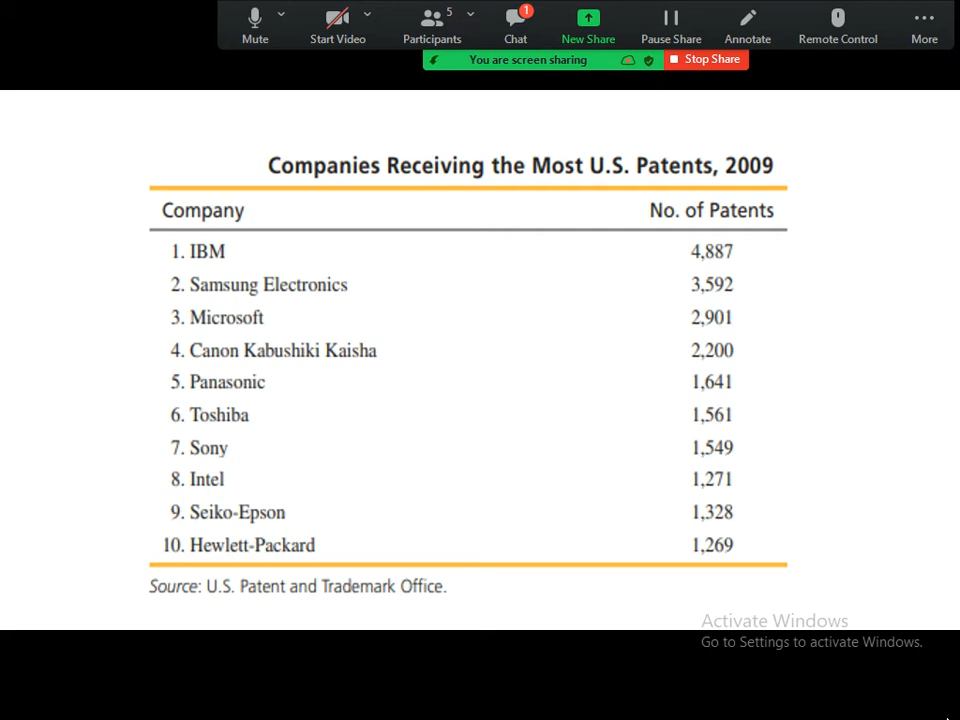 Mute
Start Video
5
Participants
1
Chat
New Share
Pause Share
Annotate
Remote Control
More
You are screen sharing
Stop Share
Companies Receiving the Most U.S. Patents, 2009
Company No. of Patents
1. IBM 4,887
2. Samsung Electronics 3,592
3. Microsoft 2,901
4. Canon Kabushiki Kaisha 2,200
5. Panasonic 1,641
6. Toshiba 1,561
7. Sony 1,549
8. Intel 1,271
9. Seiko-Epson 1,328
10. Hewlett-Packard 1,269
Source: U.S. Patent and Trademark Office.
Activate Windows
Go to Settings to activate Windows.